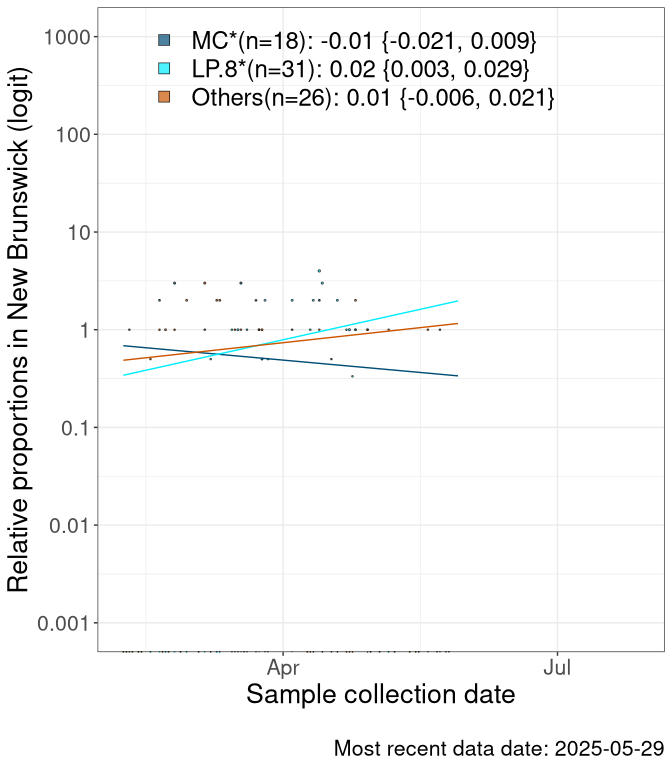 MC*(n=18): -0.01 {-0.021, 0.009}
LP.8*(n=31): 0.02 {0.003, 0.029}
Others(n=26): 0.01 {-0.006, 0.021}
Relative proportions in New Brunswick (logit)
1000
100
10
1
0.1
0.01
0.001
Apr
Jul
Sample collection date
Most recent data date: 2025-05-29